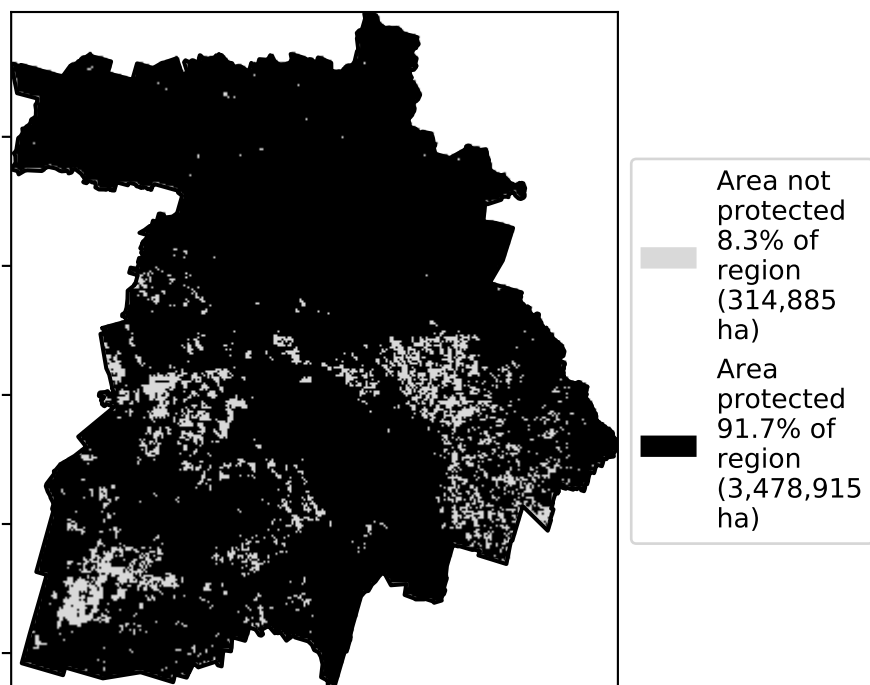 Area not
protected
8.3% of
region
(314,885
ha)
Area
protected
91.7% of
region
(3,478,915
ha)